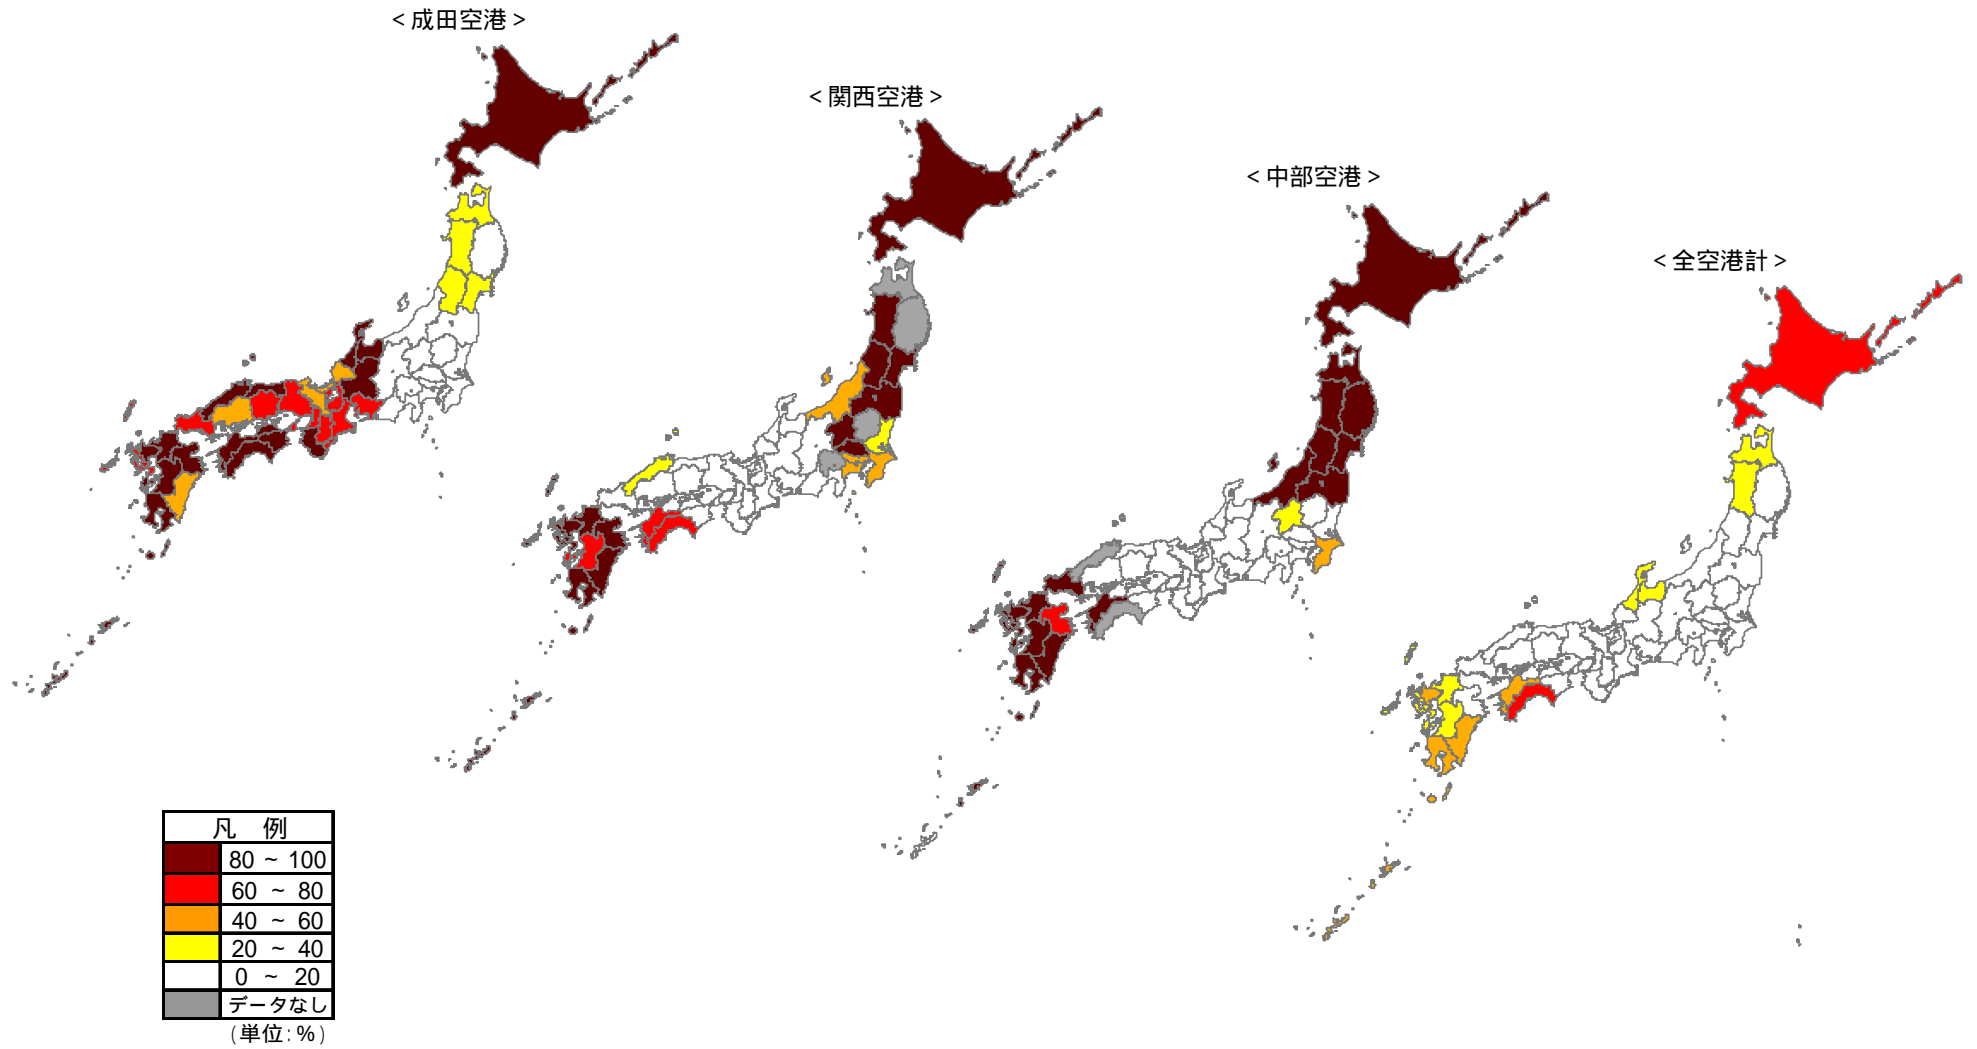 <成田空港>
<関西空港>
<中部空港>
<全空港計>
凡 例
80 ~ 100
60 ~ 80
40 ~ 60
20 ~ 40
0 ~ 20
データなし
(単位:%)